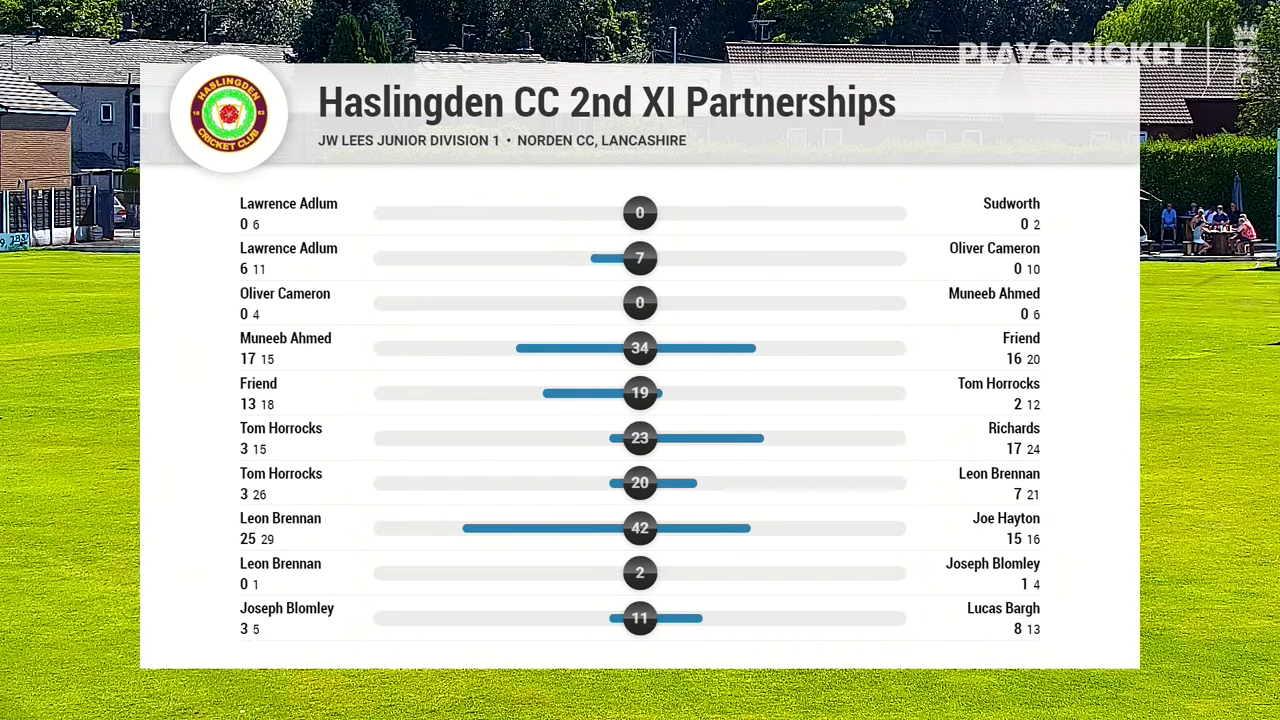 PLAY-CRICKET
HASLINGDEN
18 83
CRICKET CLUB
Haslingden CC 2nd XI Partnerships
JW LEES JUNIOR DIVISION 1 • NORDEN CC, LANCASHIRE
Lawrence Adlum 0 Sudworth
0 6 0 2
Lawrence Adlum 7 Oliver Cameron
6 11 0 10
Oliver Cameron 0 Muneeb Ahmed
0 4 0 6
Muneeb Ahmed 34 Friend
17 15 16 20
Friend 19 Tom Horrocks
13 18 2 12
Tom Horrocks 23 Richards
3 15 17 24
Tom Horrocks 20 Leon Brennan
3 26 7 21
Leon Brennan 42 Joe Hayton
25 29 15 16
Leon Brennan 2 Joseph Blomley
0 1 1 4
Joseph Blomley 11 Lucas Bargh
3 5 8 13